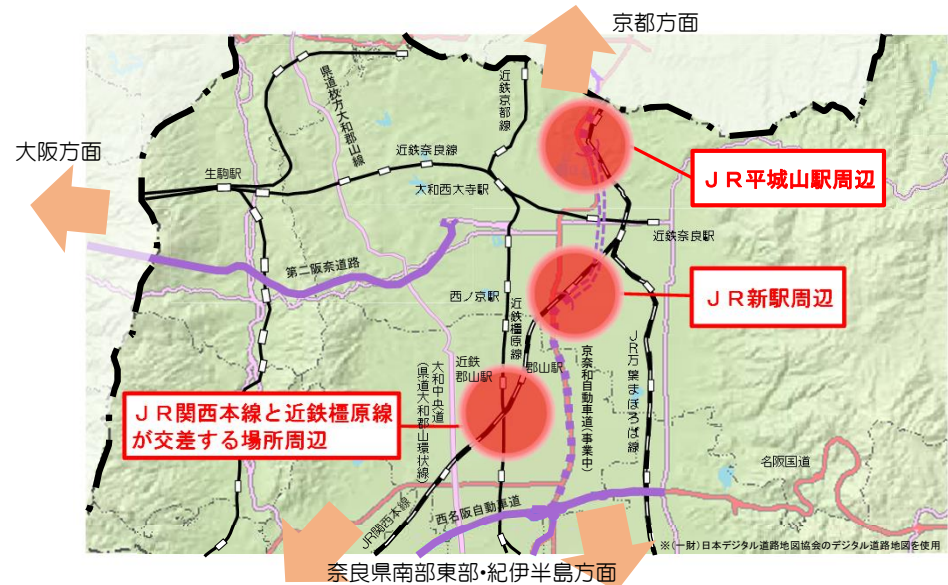 京都方面
大阪方面
県道枚方大和郡山線
近鉄京都線
近鉄奈良線
生駒駅
大和西大寺駅
JR平城山駅周辺
近鉄奈良駅
第二阪奈道路
西ノ京駅
近鉄橿原線
JR新駅周辺
近鉄
郡山駅
郡山駅
大和中央道
(県道大和郡山環状線)
京奈和自動車道(事業中)
JR万葉まほろば線
JR関西本線と近鉄橿原線
が交差する場所周辺
名阪国道
西名阪自動車道
JR関西本線
※(一財)日本デジタル道路地図協会のデジタル道路地図を使用
奈良県南部東部・紀伊半島方面